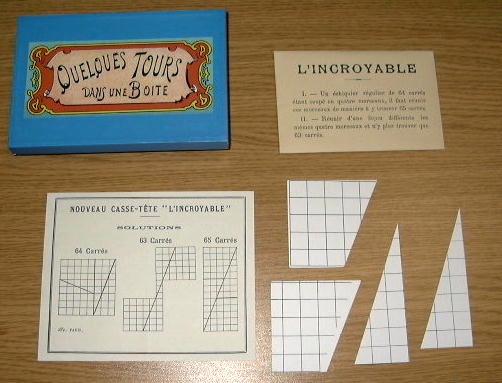 QUELQUES TOURS
DANS UNE BOITE
L'INCROYABLE
I. — Un échiquier régulier de 64 carrés
étant coupé en quatre morceaux, il faut réunir
ces morceaux de manière à y trouver 65 carrés.
II. — Réunir d'une façon différente les
mêmes quatre morceaux et n'y plus trouver que
63 carrés.
NOUVEAU CASSE-TÊTE "L'INCROYABLE"
SOLUTIONS
64 Carrés
63 Carrés
65 Carrés
PARIS